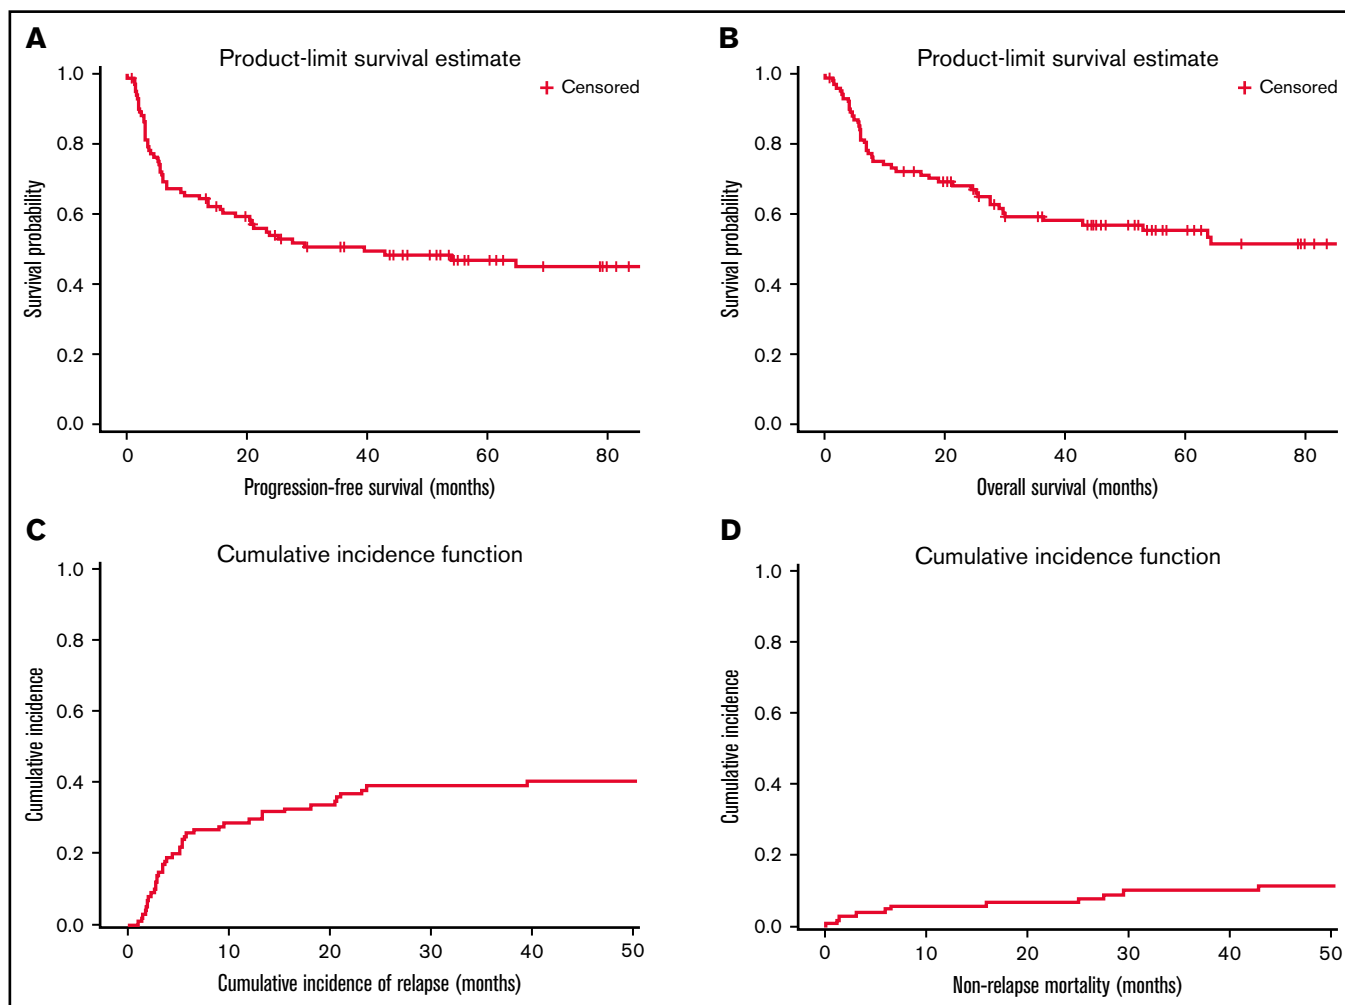 A
Product-limit survival estimate
+ Censored
Survival probability
1.0
0.8
0.6
0.4
0.2
0.0
0 20 40 60 80
Progression-free survival (months)
B
Product-limit survival estimate
+ Censored
Survival probability
1.0
0.8
0.6
0.4
0.2
0.0
0 20 40 60 80
Overall survival (months)
C
Cumulative incidence function
Cumulative incidence
1.0
0.8
0.6
0.4
0.2
0.0
0 10 20 30 40 50
Cumulative incidence of relapse (months)
D
Cumulative incidence function
Cumulative incidence
1.0
0.8
0.6
0.4
0.2
0.0
0 10 20 30 40 50
Non-relapse mortality (months)